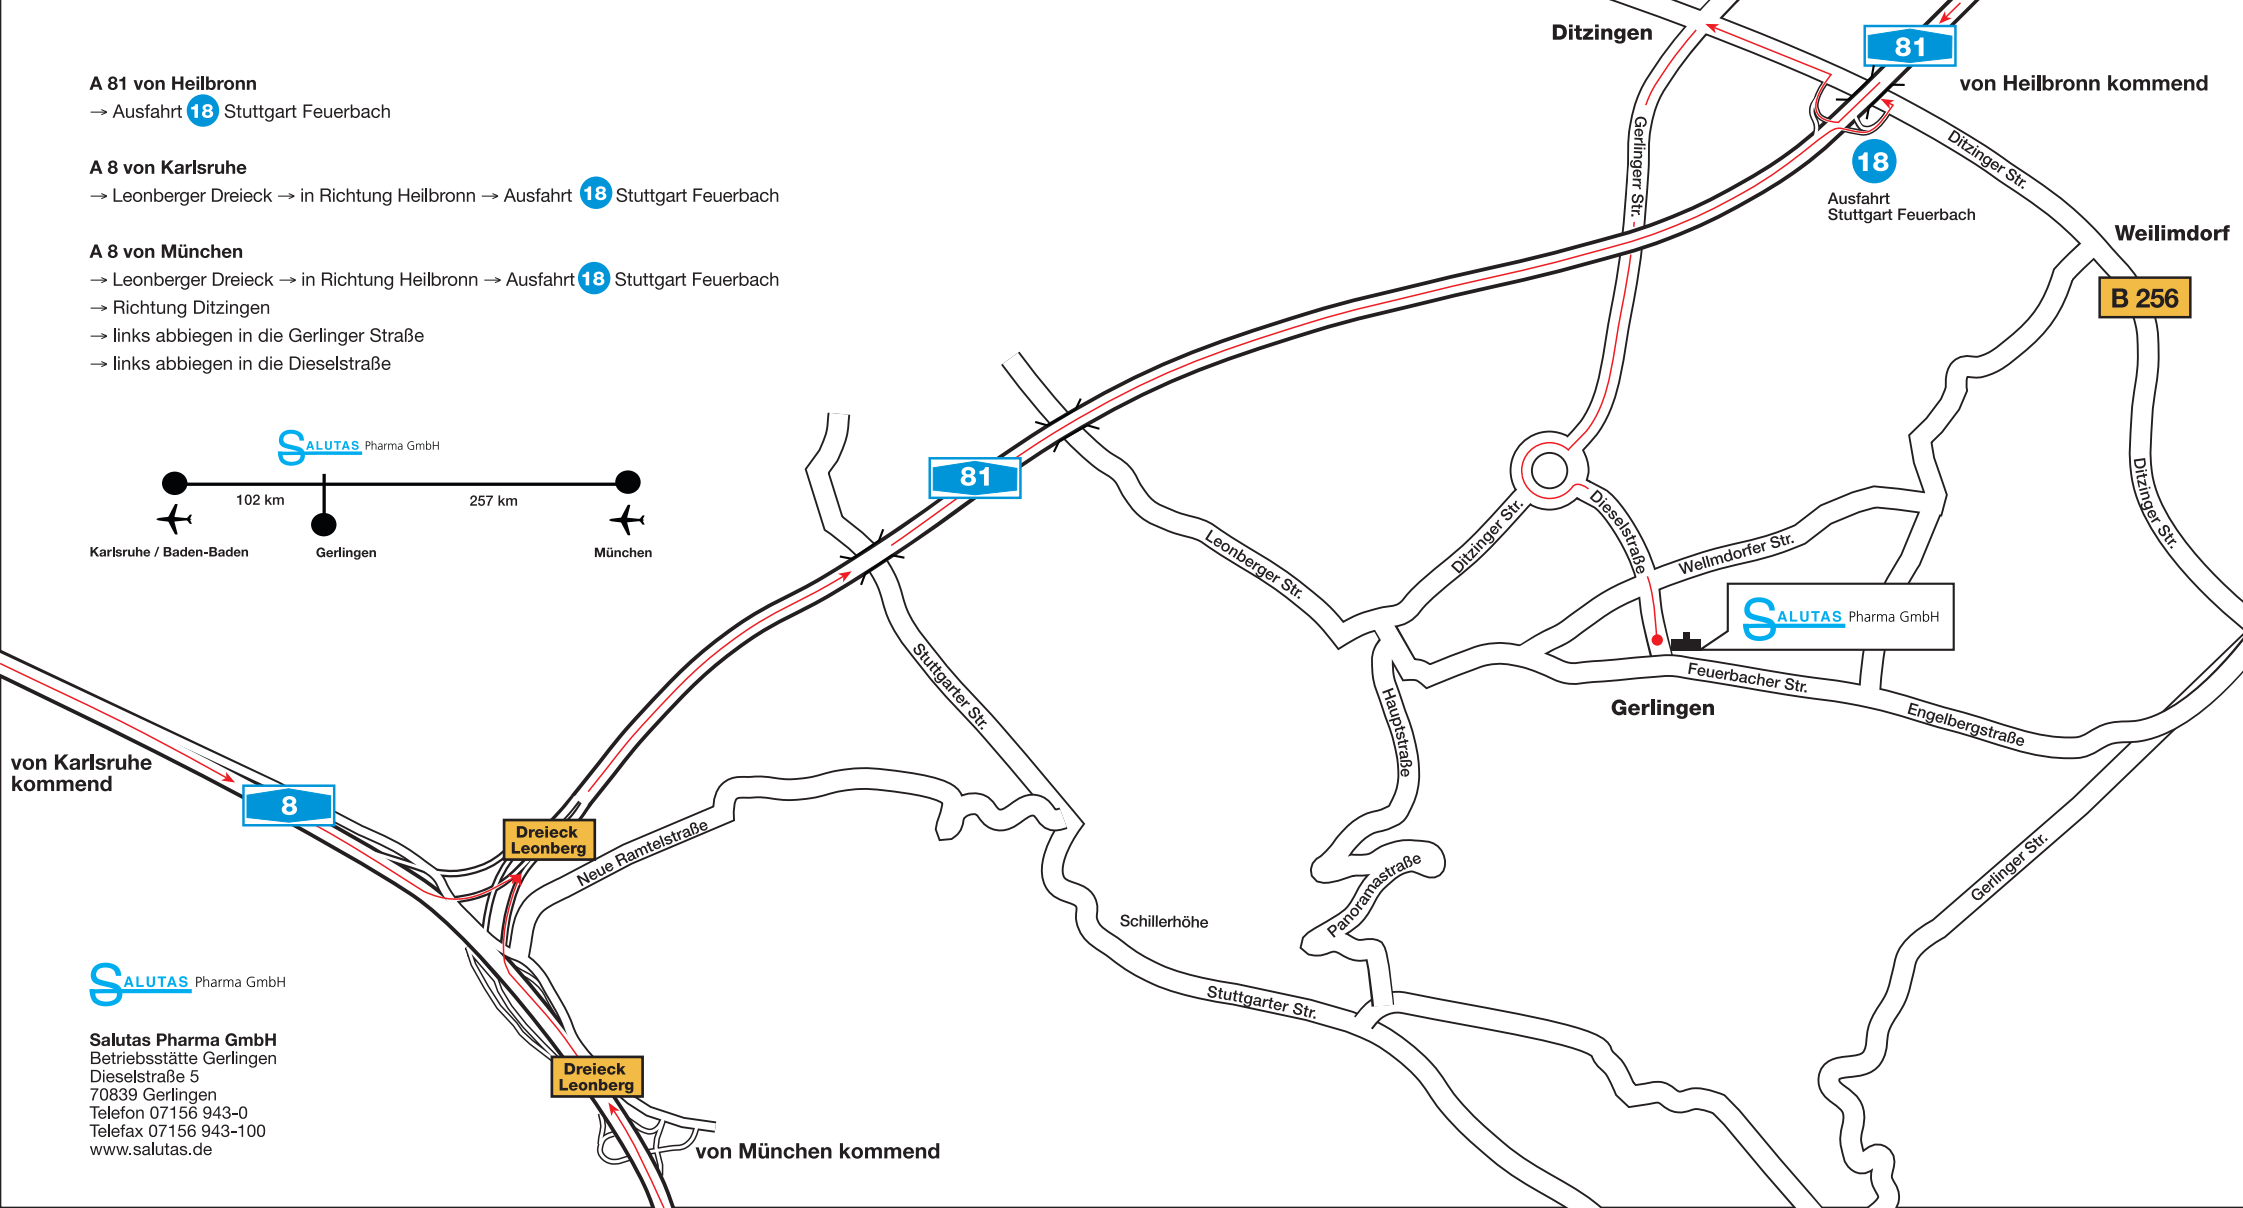 A 81 von Heilbronn
→ Ausfahrt 18 Stuttgart Feuerbach
A 8 von Karlsruhe
→ Leonberger Dreieck → in Richtung Heilbronn → Ausfahrt 18 Stuttgart Feuerbach
A 8 von München
→ Leonberger Dreieck → in Richtung Heilbronn → Ausfahrt 18 Stuttgart Feuerbach
→ Richtung Ditzingen
→ links abbiegen in die Gerlinger Straße
→ links abbiegen in die Dieselstraße
SALUTAS Pharma GmbH
102 km
257 km
Karlsruhe / Baden-Baden
Gerlingen
München
Ditzingen
81
von Heilbronn kommend
18
Ausfahrt
Stuttgart Feuerbach
Ditzinger Str.
Weilimdorf
B 256
Gerlingerr Str.
81
Leonberger Str.
Ditzinger Str.
Dieselstraße
Wellmdorfer Str.
Ditzinger Str.
SALUTAS Pharma GmbH
Feuerbacher Str.
Gerlingen
Engelbergstraße
Stuttgarter Str.
Hauptstraße
von Karlsruhe
kommend
8
Dreieck
Leonberg
Neue Ramtelstraße
Panoramastraße
Gerlinger Str.
Schillerhöhe
Stuttgarter Str.
Dreieck
Leonberg
von München kommend
SALUTAS Pharma GmbH
Salutas Pharma GmbH
Betriebsstätte Gerlingen
Dieselstraße 5
70839 Gerlingen
Telefon 07156 943-0
Telefax 07156 943-100
www.salutas.de